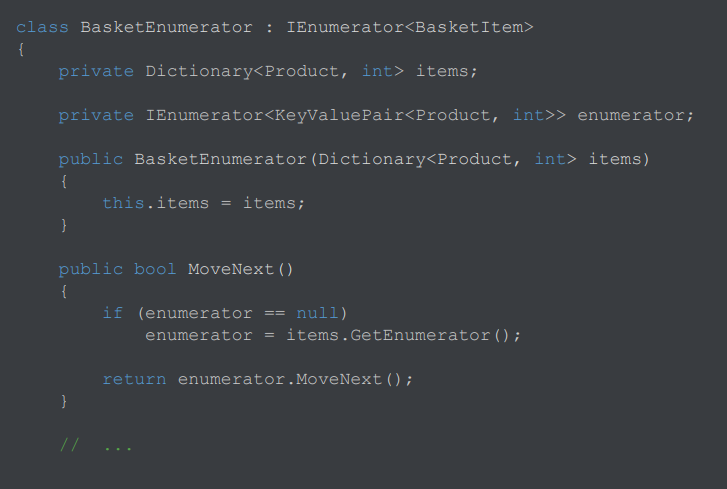 class BasketEnumerator : IEnumerator<BasketItem>
{
    private Dictionary<Product, int> items;

    private IEnumerator<KeyValuePair<Product, int>> enumerator;

    public BasketEnumerator(Dictionary<Product, int> items)
    {
        this.items = items;
    }

    public bool MoveNext()
    {
        if (enumerator == null)
            enumerator = items.GetEnumerator();

        return enumerator.MoveNext();
    }

    // ...